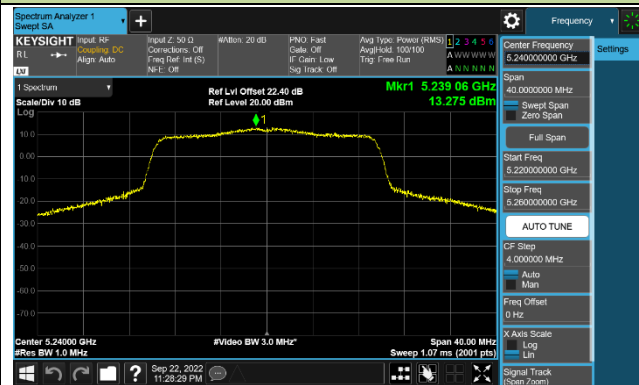 Spectrum Analyzer 1
Swept SA
Frequency
KEYSIGHT
RL
LXI
Input: RF
Coupling: DC
Align: Auto
Input Z: 50 Ω
Corrections: Off
Freq Ref: Int (S)
NFE: Off
#Atten: 20 dB
PNO: Fast
Gate: Off
IF Gain: Low
Sig Track: Off
Avg Type: Power (RMS)
Avg|Hold: 100/100
Trig: Free Run
1 2 3 4 5 6
A W W W W W
A N N N N N
1 Spectrum
Scale/Div 10 dB
Log
Ref Lvl Offset 22.40 dB
Ref Level 20.00 dBm
Mkr1 5.239 06 GHz
13.275 dBm
1
10.0
0.00
-10.0
-20.0
-30.0
-40.0
-50.0
-60.0
-70.0
Center 5.24000 GHz
#Res BW 1.0 MHz
#Video BW 3.0 MHz*
Span 40.00 MHz
Sweep 1.07 ms (2001 pts)
Center Frequency
5.240000000 GHz
Settings
Span
40.0000000 MHz
Swept Span
Zero Span
Full Span
Start Freq
5.220000000 GHz
Stop Freq
5.260000000 GHz
AUTO TUNE
CF Step
4.000000 MHz
Auto
Man
Freq Offset
0 Hz
X Axis Scale
Log
Lin
Signal Track
(Span Zoom)
Sep 22, 2022
11:28:29 PM